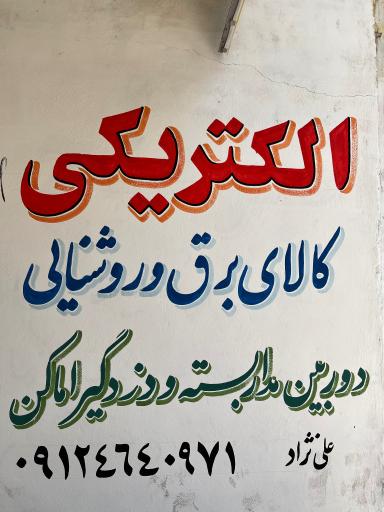 الکتریکی
کالای برق و روشنایی
دوربین مداربسته و دزدگیر اماکن
علی نژاد ۰۹۱۲۴۶۴۰۹۷۱